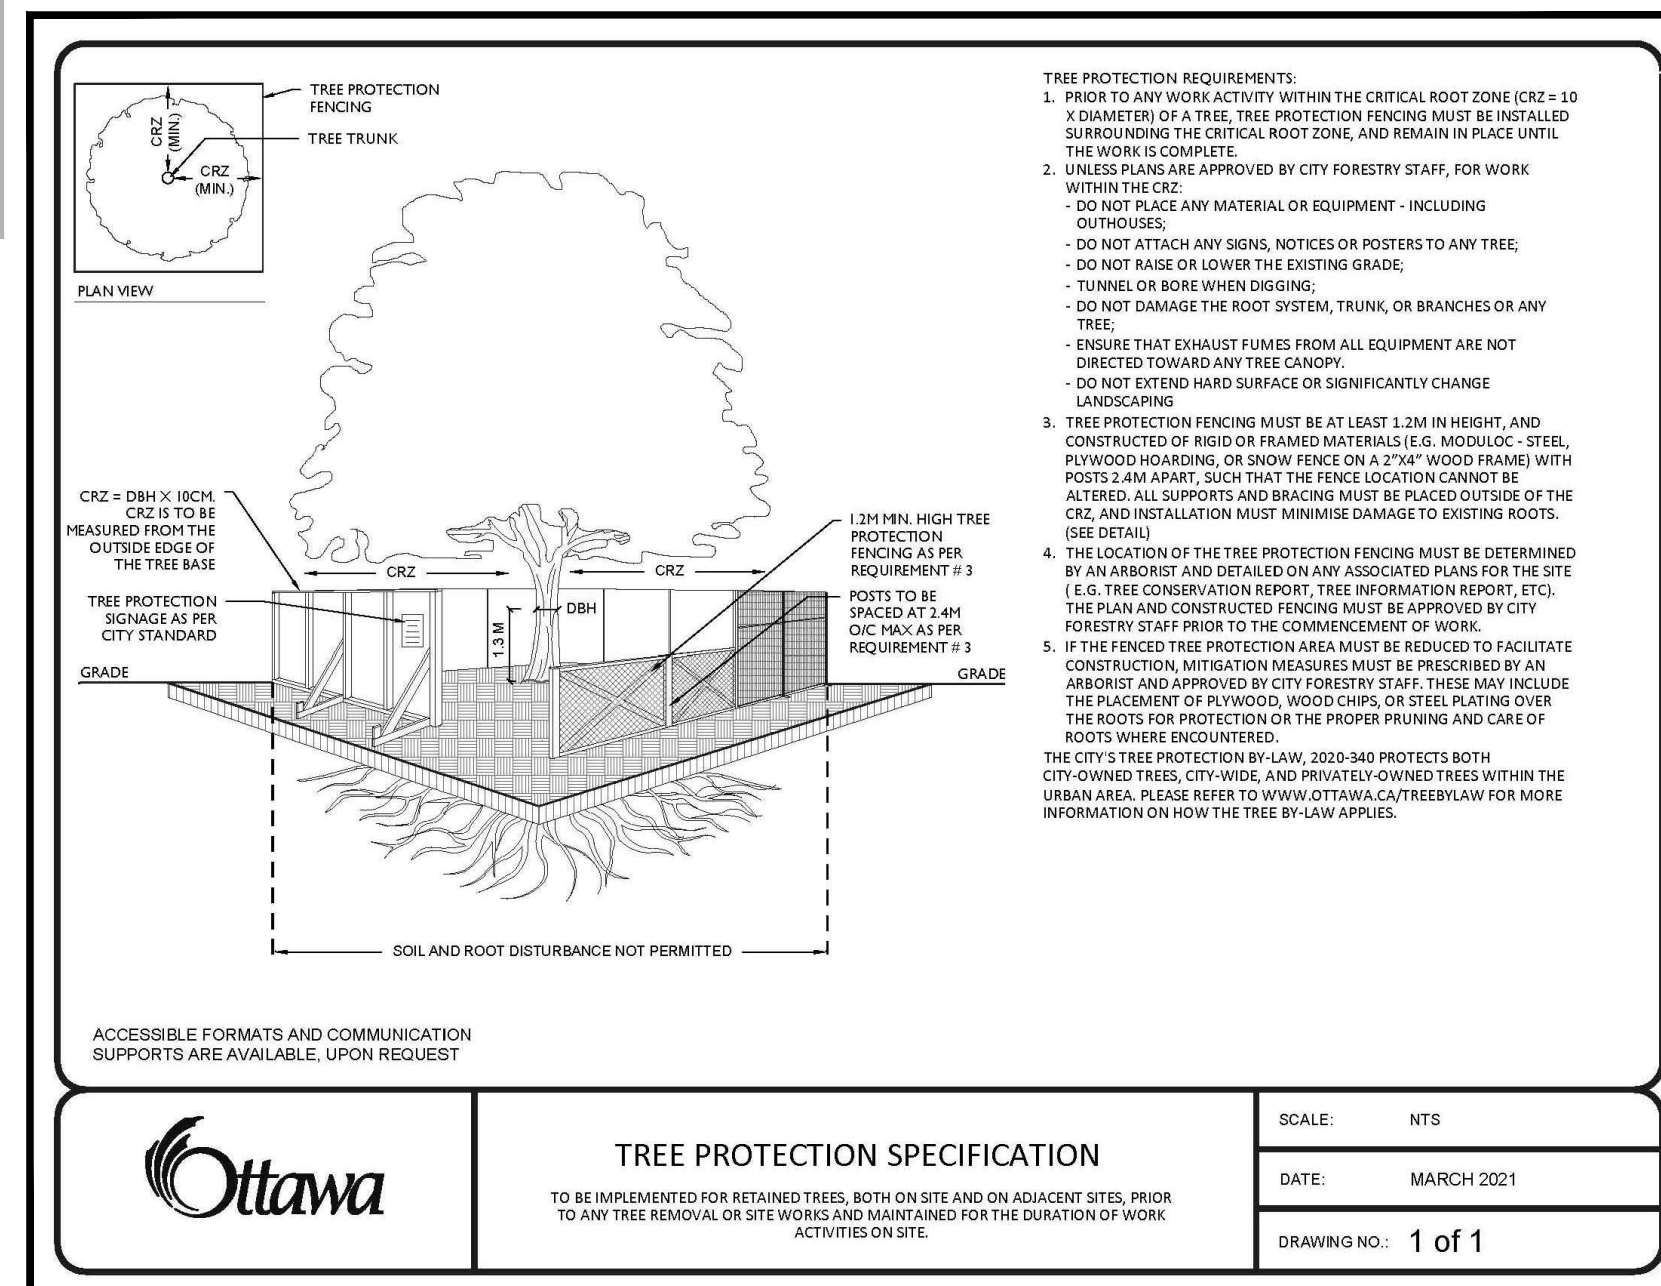 TREE PROTECTION
FENCING
TREE TRUNK
CRZ
(MIN.)
CRZ
(MIN.)
PLAN VIEW
CRZ = DBH X 10CM.
CRZ IS TO BE
MEASURED FROM THE
OUTSIDE EDGE OF
THE TREE BASE
TREE PROTECTION
SIGNAGE AS PER
CITY STANDARD
GRADE
CRZ
CRZ
DBH
1.3 M
1.2M MIN. HIGH TREE
PROTECTION
FENCING AS PER
REQUIREMENT # 3
POSTS TO BE
SPACED AT 2.4M
O/C MAX AS PER
REQUIREMENT # 3
GRADE
SOIL AND ROOT DISTURBANCE NOT PERMITTED
ACCESSIBLE FORMATS AND COMMUNICATION
SUPPORTS ARE AVAILABLE, UPON REQUEST
TREE PROTECTION REQUIREMENTS:
1. PRIOR TO ANY WORK ACTIVITY WITHIN THE CRITICAL ROOT ZONE (CRZ = 10
X DIAMETER) OF A TREE, TREE PROTECTION FENCING MUST BE INSTALLED
SURROUNDING THE CRITICAL ROOT ZONE, AND REMAIN IN PLACE UNTIL
THE WORK IS COMPLETE.
2. UNLESS PLANS ARE APPROVED BY CITY FORESTRY STAFF, FOR WORK
WITHIN THE CRZ:
- DO NOT PLACE ANY MATERIAL OR EQUIPMENT - INCLUDING
OUTHOUSES;
- DO NOT ATTACH ANY SIGNS, NOTICES OR POSTERS TO ANY TREE;
- DO NOT RAISE OR LOWER THE EXISTING GRADE;
- TUNNEL OR BORE WHEN DIGGING;
- DO NOT DAMAGE THE ROOT SYSTEM, TRUNK, OR BRANCHES OR ANY
TREE;
- ENSURE THAT EXHAUST FUMES FROM ALL EQUIPMENT ARE NOT
DIRECTED TOWARD ANY TREE CANOPY.
- DO NOT EXTEND HARD SURFACE OR SIGNIFICANTLY CHANGE
LANDSCAPING
3. TREE PROTECTION FENCING MUST BE AT LEAST 1.2M IN HEIGHT, AND
CONSTRUCTED OF RIGID OR FRAMED MATERIALS (E.G. MODULOC - STEEL,
PLYWOOD HOARDING, OR SNOW FENCE ON A 2”X4” WOOD FRAME) WITH
POSTS 2.4M APART, SUCH THAT THE FENCE LOCATION CANNOT BE
ALTERED. ALL SUPPORTS AND BRACING MUST BE PLACED OUTSIDE OF THE
CRZ, AND INSTALLATION MUST MINIMISE DAMAGE TO EXISTING ROOTS.
(SEE DETAIL)
4. THE LOCATION OF THE TREE PROTECTION FENCING MUST BE DETERMINED
BY AN ARBORIST AND DETAILED ON ANY ASSOCIATED PLANS FOR THE SITE
( E.G. TREE CONSERVATION REPORT, TREE INFORMATION REPORT, ETC).
THE PLAN AND CONSTRUCTED FENCING MUST BE APPROVED BY CITY
FORESTRY STAFF PRIOR TO THE COMMENCEMENT OF WORK.
5. IF THE FENCED TREE PROTECTION AREA MUST BE REDUCED TO FACILITATE
CONSTRUCTION, MITIGATION MEASURES MUST BE PRESCRIBED BY AN
ARBORIST AND APPROVED BY CITY FORESTRY STAFF. THESE MAY INCLUDE
THE PLACEMENT OF PLYWOOD, WOOD CHIPS, OR STEEL PLATING OVER
THE ROOTS FOR PROTECTION OR THE PROPER PRUNING AND CARE OF
ROOTS WHERE ENCOUNTERED.
THE CITY'S TREE PROTECTION BY-LAW, 2020-340 PROTECTS BOTH
CITY-OWNED TREES, CITY-WIDE, AND PRIVATELY-OWNED TREES WITHIN THE
URBAN AREA. PLEASE REFER TO WWW.OTTAWA.CA/TREEBYLAW FOR MORE
INFORMATION ON HOW THE TREE BY-LAW APPLIES.
Ottawa
TREE PROTECTION SPECIFICATION
TO BE IMPLEMENTED FOR RETAINED TREES, BOTH ON SITE AND ON ADJACENT SITES, PRIOR
TO ANY TREE REMOVAL OR SITE WORKS AND MAINTAINED FOR THE DURATION OF WORK
ACTIVITIES ON SITE.
SCALE: NTS
DATE: MARCH 2021
DRAWING NO.: 1 of 1